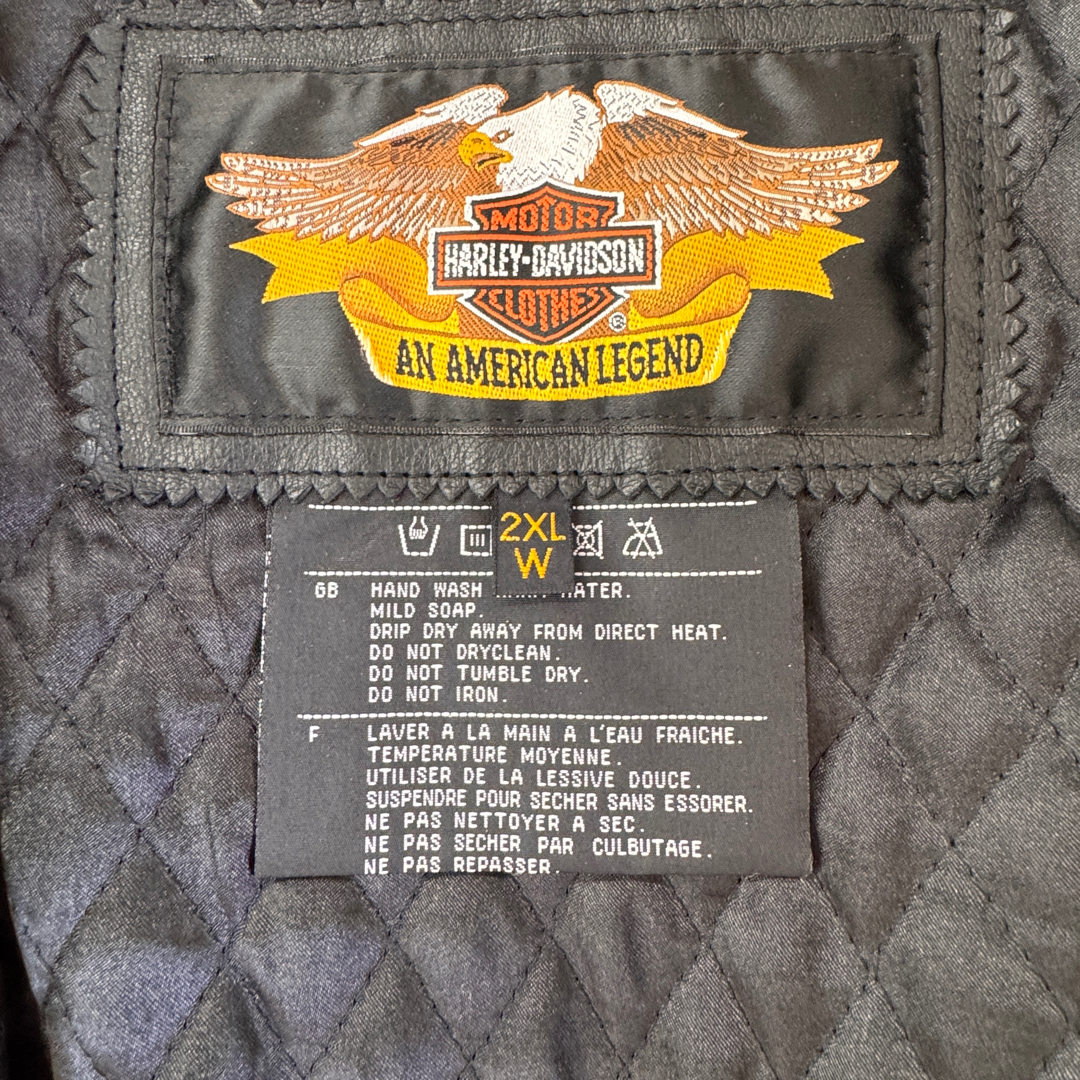 MOTOR
HARLEY-DAVIDSON
CLOTHES
®
AN AMERICAN LEGEND
2XL
W
GB HAND WASH WATER.
MILD SOAP.
DRIP DRY AWAY FROM DIRECT HEAT.
DO NOT DRYCLEAN.
DO NOT TUMBLE DRY.
DO NOT IRON.
F LAVER A LA MAIN A L'EAU FRAICHE.
TEMPERATURE MOYENNE.
UTILISER DE LA LESSIVE DOUCE.
SUSPENDRE POUR SECHER SANS ESSORER.
NE PAS NETTOYER A SEC.
NE PAS SECHER PAR CULBUTAGE.
NE PAS REPASSER.